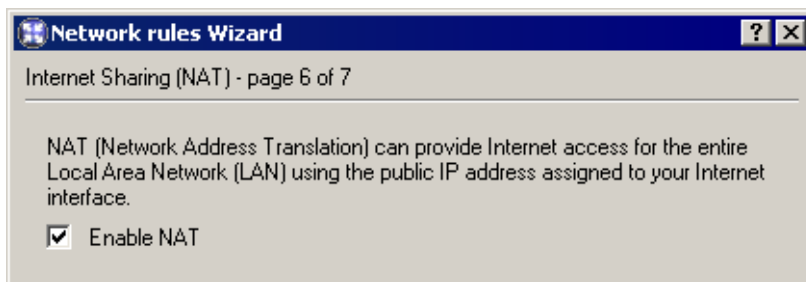 Network rules Wizard
Internet Sharing (NAT) - page 6 of 7
NAT (Network Address Translation) can provide Internet access for the entire
Local Area Network (LAN) using the public IP address assigned to your Internet
interface.
Enable NAT